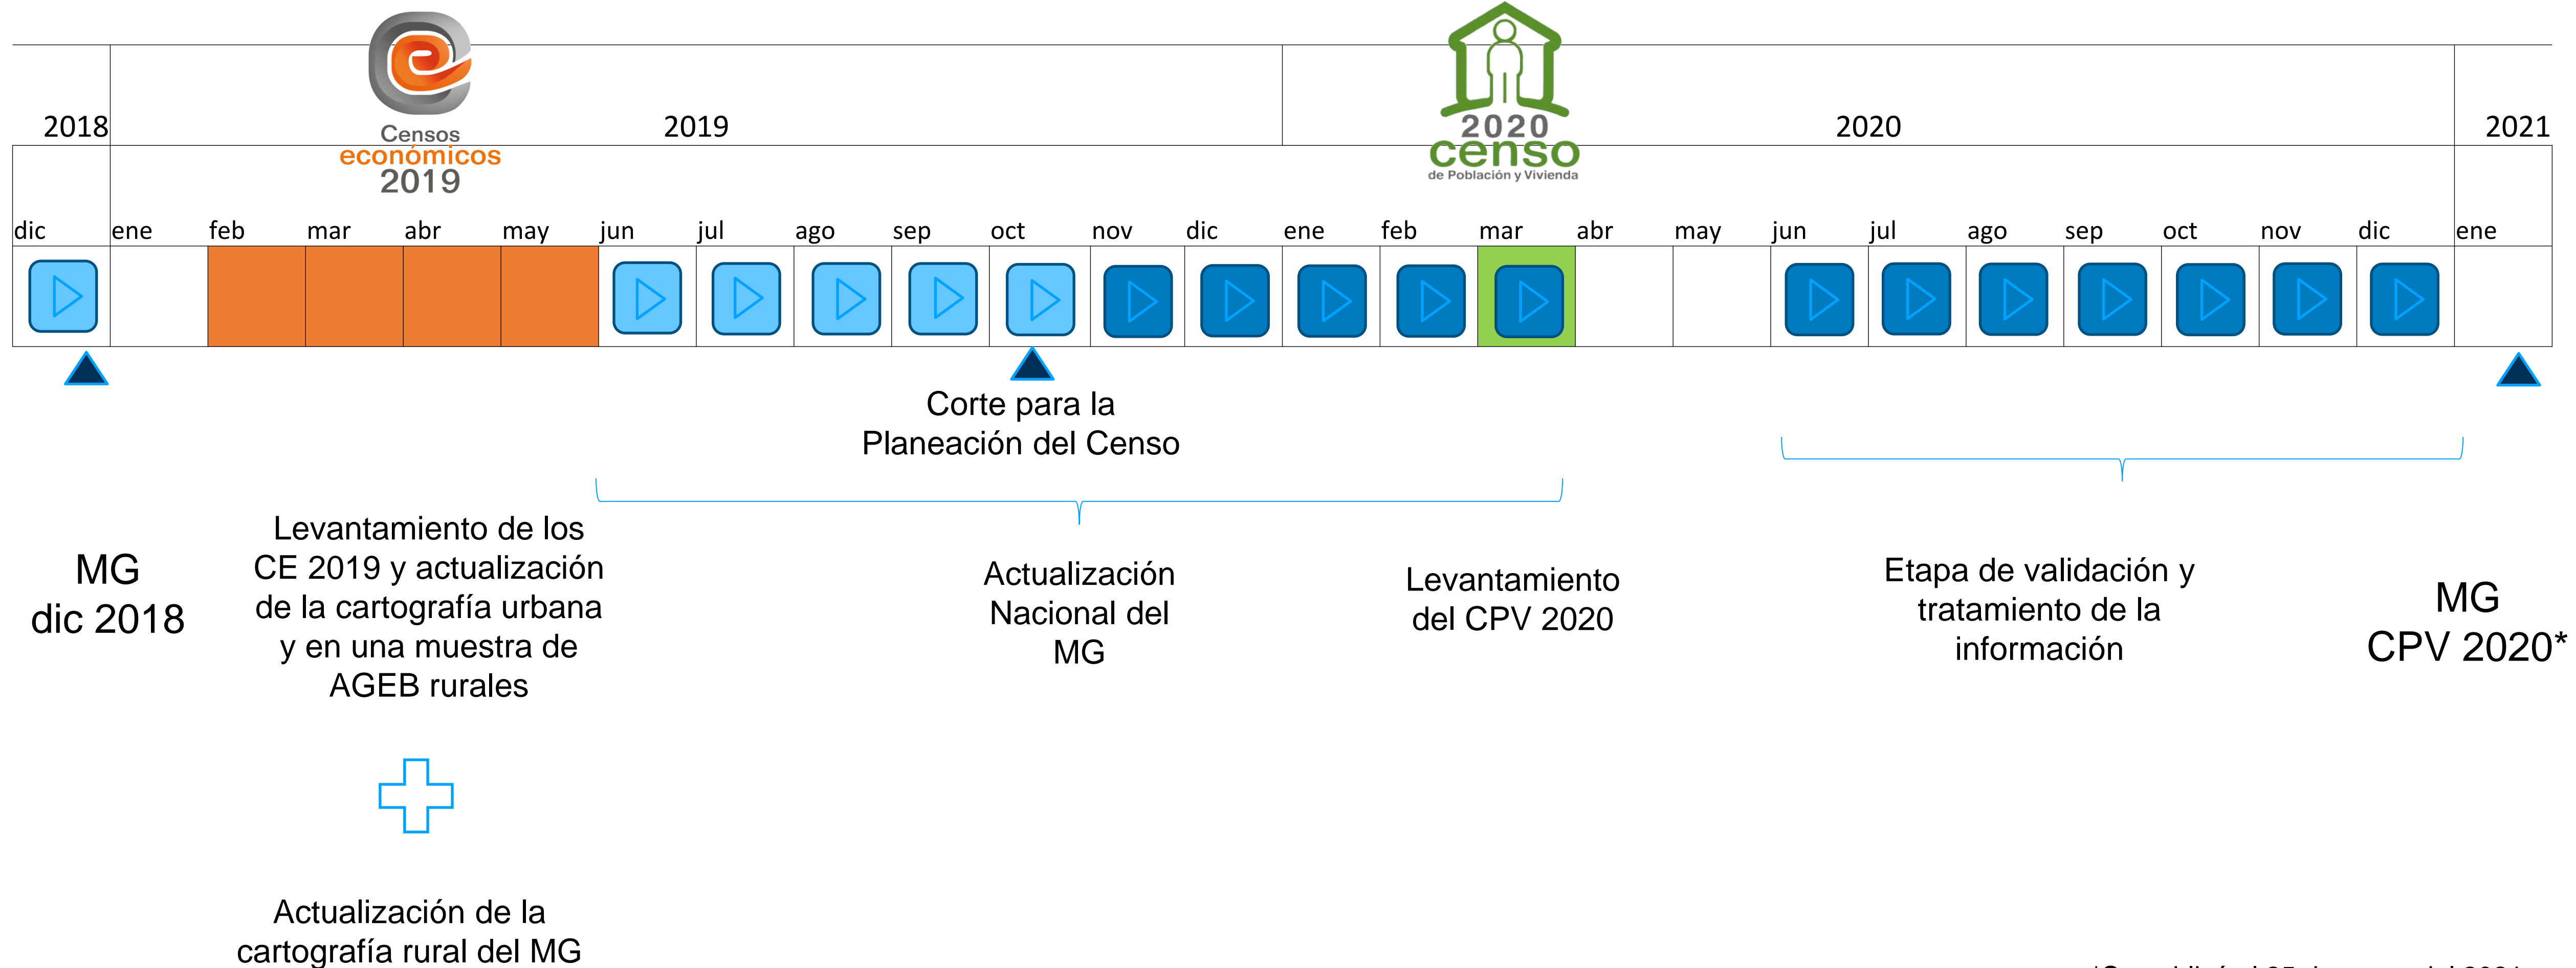 Censos
económicos
2019
2020
censo
de Población y Vivienda
2018 2019 2020 2021
dic ene feb mar abr may jun jul ago sep oct nov dic ene feb mar abr may jun jul ago sep oct nov dic ene
Corte para la
Planeación del Censo
MG
dic 2018
Levantamiento de los
CE 2019 y actualización
de la cartografía urbana
y en una muestra de
AGEB rurales
Actualización
Nacional del
MG
Levantamiento
del CPV 2020
Etapa de validación y
tratamiento de la
información
MG
CPV 2020*
Actualización de la
cartografía rural del MG